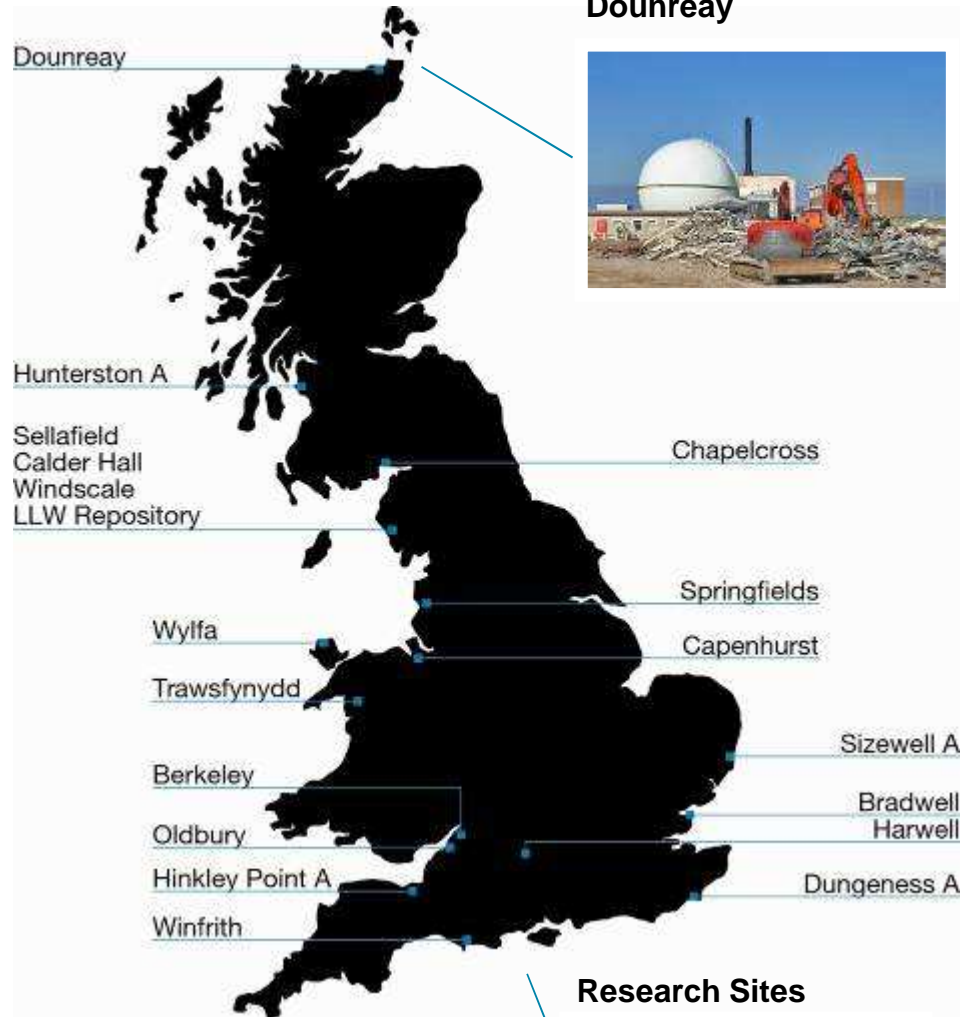 Dounreay
Dounreay
Hunterston A
Sellafield
Calder Hall
Windscale
LLW Repository
Chapelcross
Springfields
Wylfa
Capenhurst
Trawsfynydd
Sizewell A
Berkeley
Bradwell
Oldbury
Harwell
Hinkley Point A
Dungeness A
Winfrith
Research Sites